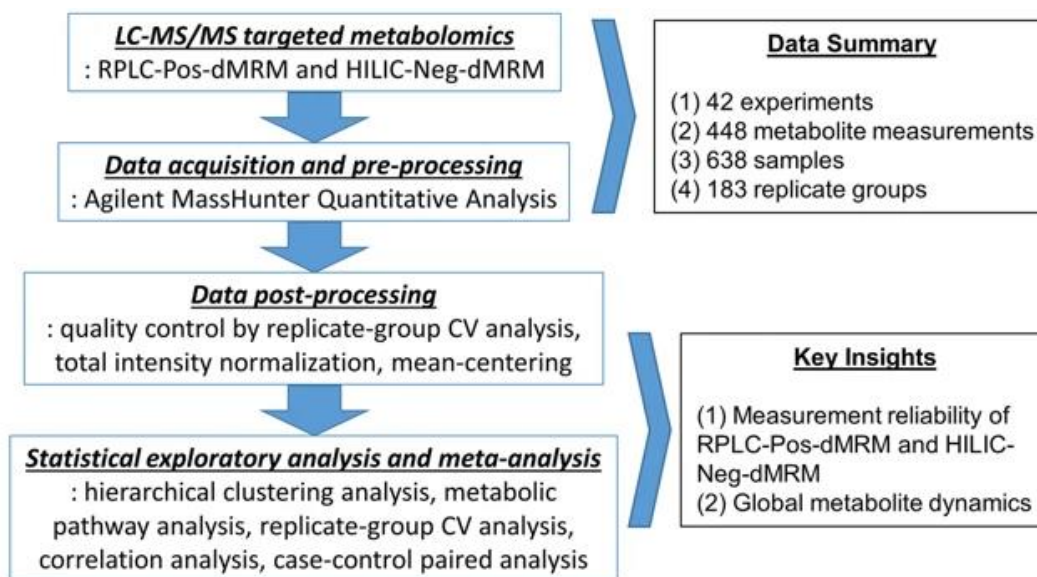 LC-MS/MS targeted metabolomics
: RPLC-Pos-dMRM and HILIC-Neg-dMRM
Data acquisition and pre-processing
: Agilent MassHunter Quantitative Analysis
Data Summary
(1) 42 experiments
(2) 448 metabolite measurements
(3) 638 samples
(4) 183 replicate groups
Data post-processing
: quality control by replicate-group CV analysis,
total intensity normalization, mean-centering
Statistical exploratory analysis and meta-analysis
: hierarchical clustering analysis, metabolic
pathway analysis, replicate-group CV analysis,
correlation analysis, case-control paired analysis
Key Insights
(1) Measurement reliability of
RPLC-Pos-dMRM and HILIC-
Neg-dMRM
(2) Global metabolite dynamics